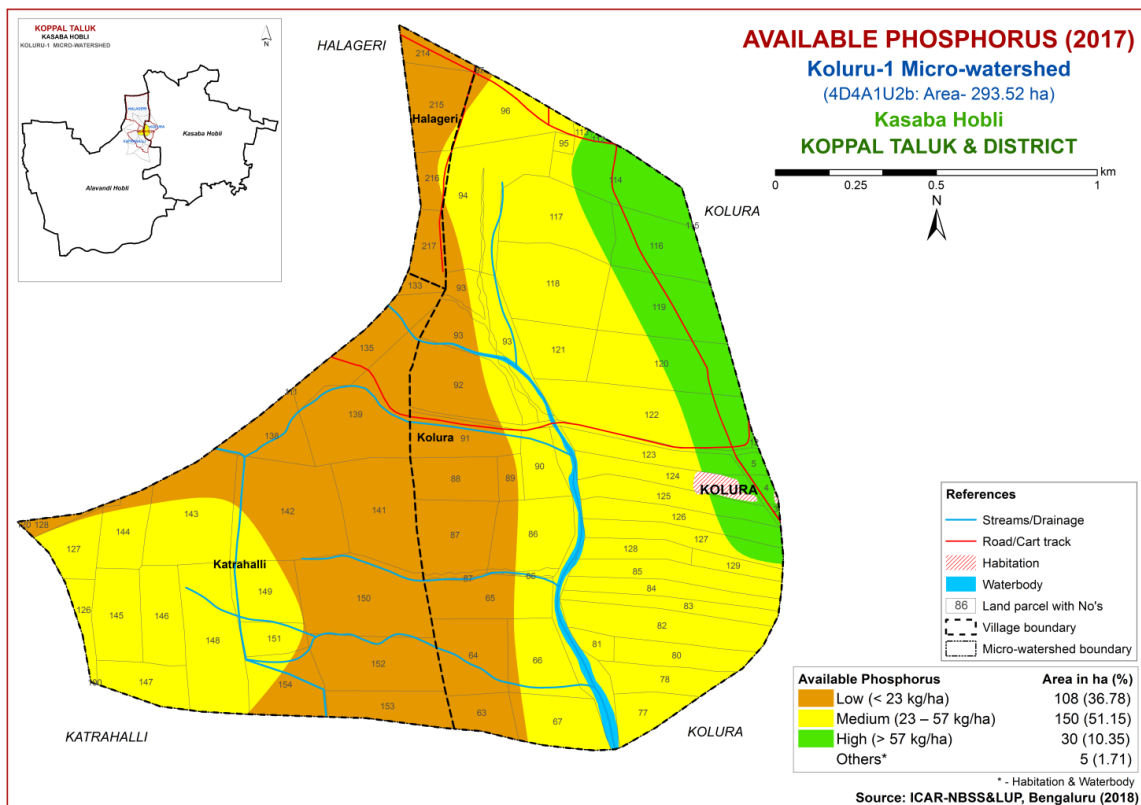 KOPPAL TALUK
KASABA HOBLI
KOLURU-1 MICRO-WATERSHED
N
HALAGERI
KOLURA
KATRAHALLI
Kasaba Hobli
Alavandi Hobli
AVAILABLE PHOSPHORUS (2017)
Koluru-1 Micro-watershed
(4D4A1U2b: Area- 293.52 ha)
Kasaba Hobli
KOPPAL TALUK & DISTRICT
0 0.25 0.5 1 km
N
HALAGERI
214
215
Halageri
96
95
112
114
216
94
117
KOLURA
116
217
118
133
93
119
93
93
135
121
120
92
139
122
138
Kolura
91
123
90
5
124
4
88
89
KOLURA
125
142
141
126
143
144
87
86
127
128
127
128
129
Katrahalli
85
87
84
149
150
65
83
126
145
146
82
148
151
81
64
66
80
152
78
147
154
153
63
67
77
KATRAHALLI
KOLURA
References
Streams/Drainage
Road/Cart track
Habitation
Waterbody
86 Land parcel with No's
Village boundary
Micro-watershed boundary
Available Phosphorus Area in ha (%)
Low (< 23 kg/ha) 108 (36.78)
Medium (23 – 57 kg/ha) 150 (51.15)
High (> 57 kg/ha) 30 (10.35)
Others* 5 (1.71)
* - Habitation & Waterbody
Source: ICAR-NBSS&LUP, Bengaluru (2018)